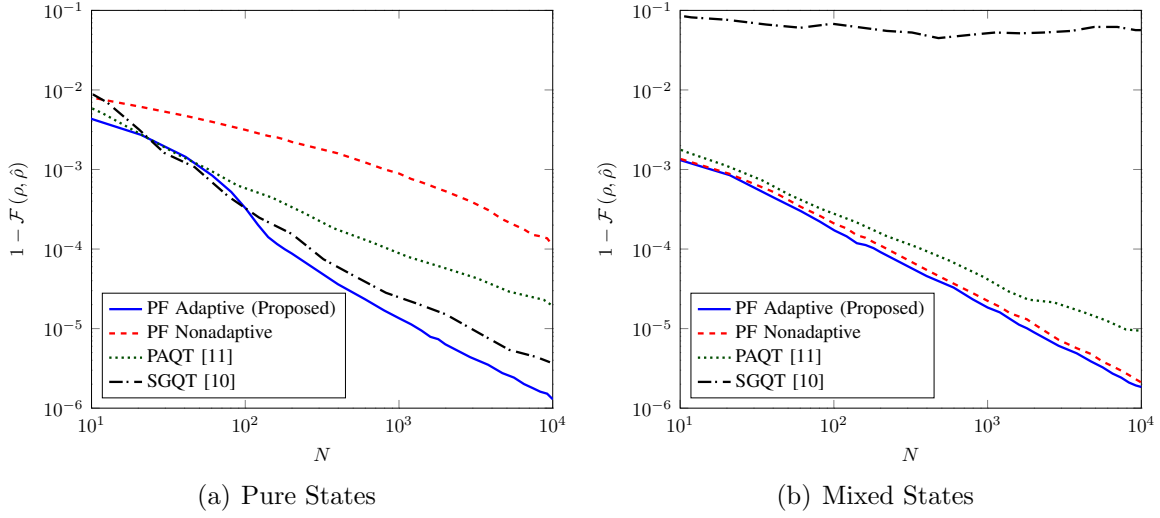 10^{-1}
10^{-2}
10^{-3}
10^{-4}
10^{-5}
10^{-6}
1 − F (ρ, ρ̂)
PF Adaptive (Proposed)
PF Nonadaptive
PAQT [11]
SGQT [10]
10^1
10^2
10^3
10^4
N
(a) Pure States
10^{-1}
10^{-2}
10^{-3}
10^{-4}
10^{-5}
10^{-6}
1 − F (ρ, ρ̂)
PF Adaptive (Proposed)
PF Nonadaptive
PAQT [11]
SGQT [10]
10^1
10^2
10^3
10^4
N
(b) Mixed States